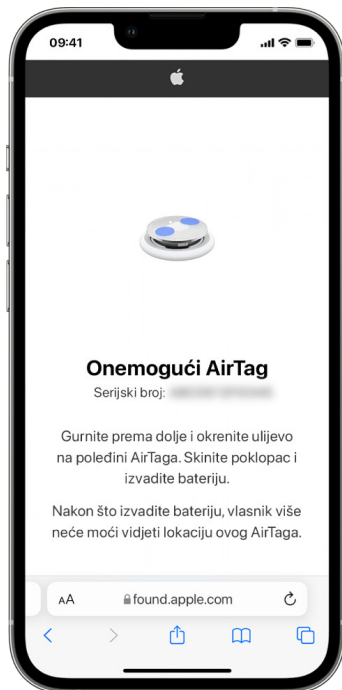 09:41
Onemogući AirTag
Serijski broj:
Gurnite prema dolje i okrenite ulijevo
na poleđini AirTaga. Skinite poklopac i
izvadite bateriju.
Nakon što izvadite bateriju, vlasnik više
neće moći vidjeti lokaciju ovog AirTaga.
AA
found.apple.com